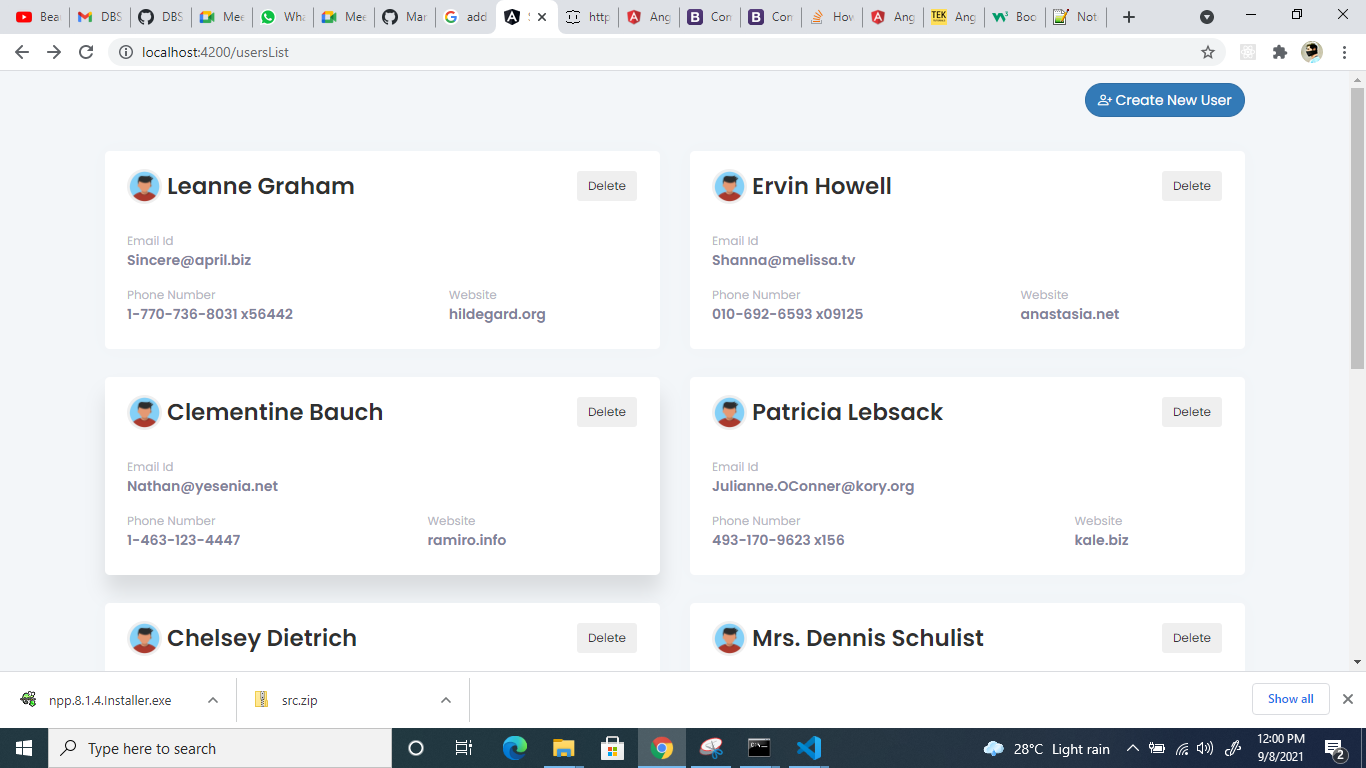 Bea
DBS
DBS
Mee
Wha
Mee
Mar
add
http
Ang
Con
Con
How
Ang
TEK Ang
Boo
Not
localhost:4200/usersList
Create New User
Leanne Graham Delete
Email Id
Sincere@april.biz
Phone Number Website
1-770-736-8031 x56442 hildegard.org
Ervin Howell Delete
Email Id
Shanna@melissa.tv
Phone Number Website
010-692-6593 x09125 anastasia.net
Clementine Bauch Delete
Email Id
Nathan@yesenia.net
Phone Number Website
1-463-123-4447 ramiro.info
Patricia Lebsack Delete
Email Id
Julianne.OConner@kory.org
Phone Number Website
493-170-9623 x156 kale.biz
Chelsey Dietrich Delete
Mrs. Dennis Schulist Delete
npp.8.1.4.Installer.exe
src.zip
Show all
Type here to search
28°C Light rain
12:00 PM
9/8/2021
2